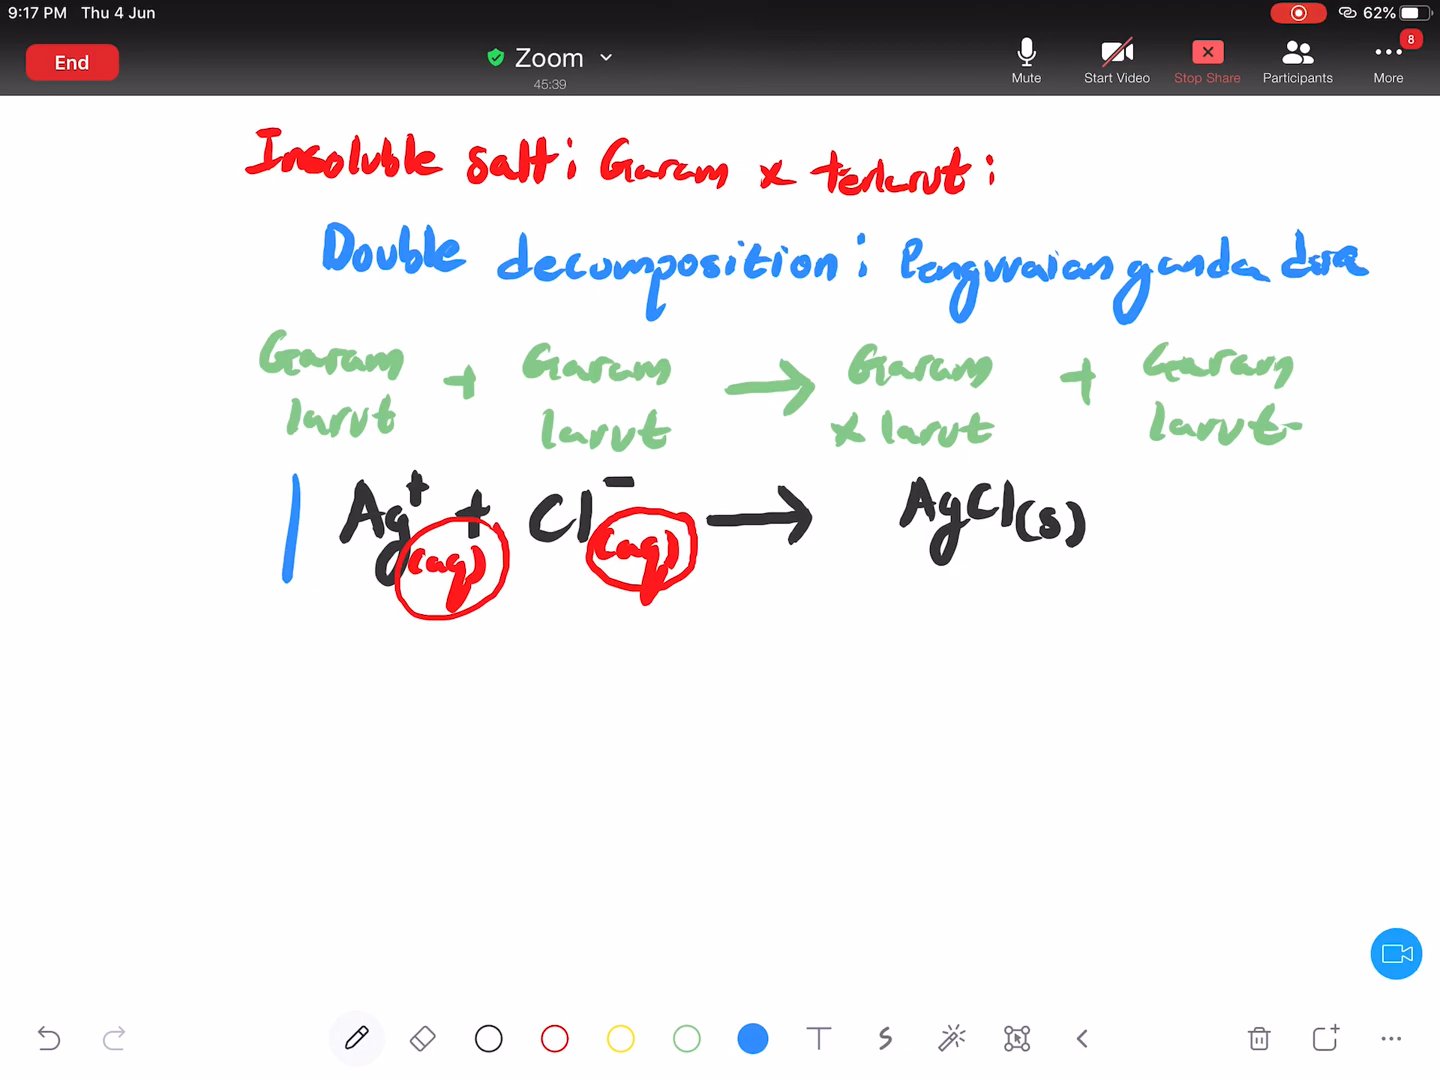 9:17 PM Thu 4 Jun
62%
End
Zoom
45:39
Mute
Start Video
Stop Share
Participants
More
8
Insoluble salt : Garam x terlarut :
Double decomposition : Penguraian ganda dua
Garam larut + Garam larut → Garam x larut + Garam larut
Ag⁺(aq) + Cl⁻(aq) → AgCl(s)
T